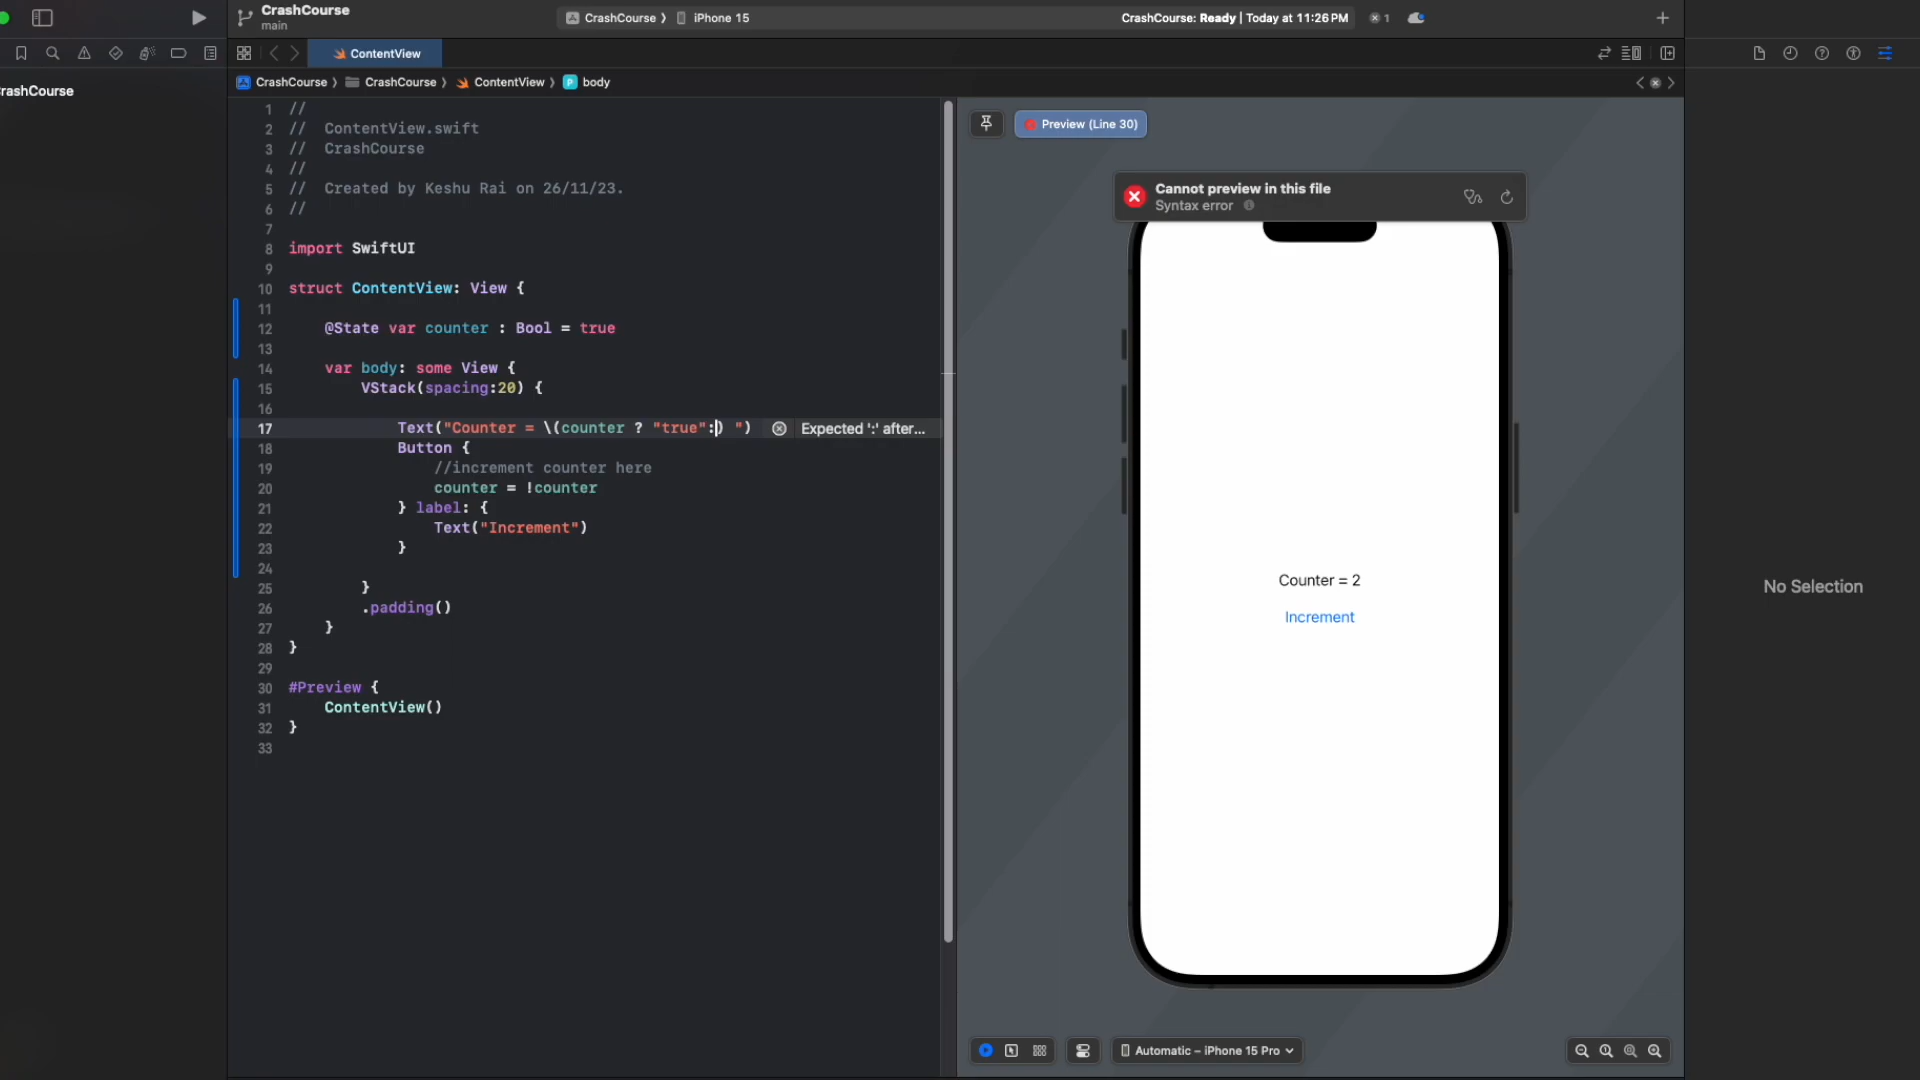 CrashCourse
main
CrashCourse
iPhone 15
CrashCourse: Ready | Today at 11:26 PM
1
ContentView
rashCourse
CrashCourse
CrashCourse
ContentView
P
body
1 //
2 // ContentView.swift
3 // CrashCourse
4 //
5 // Created by Keshu Rai on 26/11/23.
6 //
7
8 import SwiftUI
9
10 struct ContentView: View {
11
12 @State var counter : Bool = true
13
14 var body: some View {
15 VStack(spacing:20) {
16
17 Text("Counter = \(counter ? "true":) ") Expected ':' after...
18 Button {
19 //increment counter here
20 counter = !counter
21 } label: {
22 Text("Increment")
23 }
24
25 }
26 .padding()
27 }
28 }
29
30 #Preview {
31 ContentView()
32 }
33
Preview (Line 30)
Cannot preview in this file
Syntax error
Counter = 2
Increment
No Selection
Automatic – iPhone 15 Pro